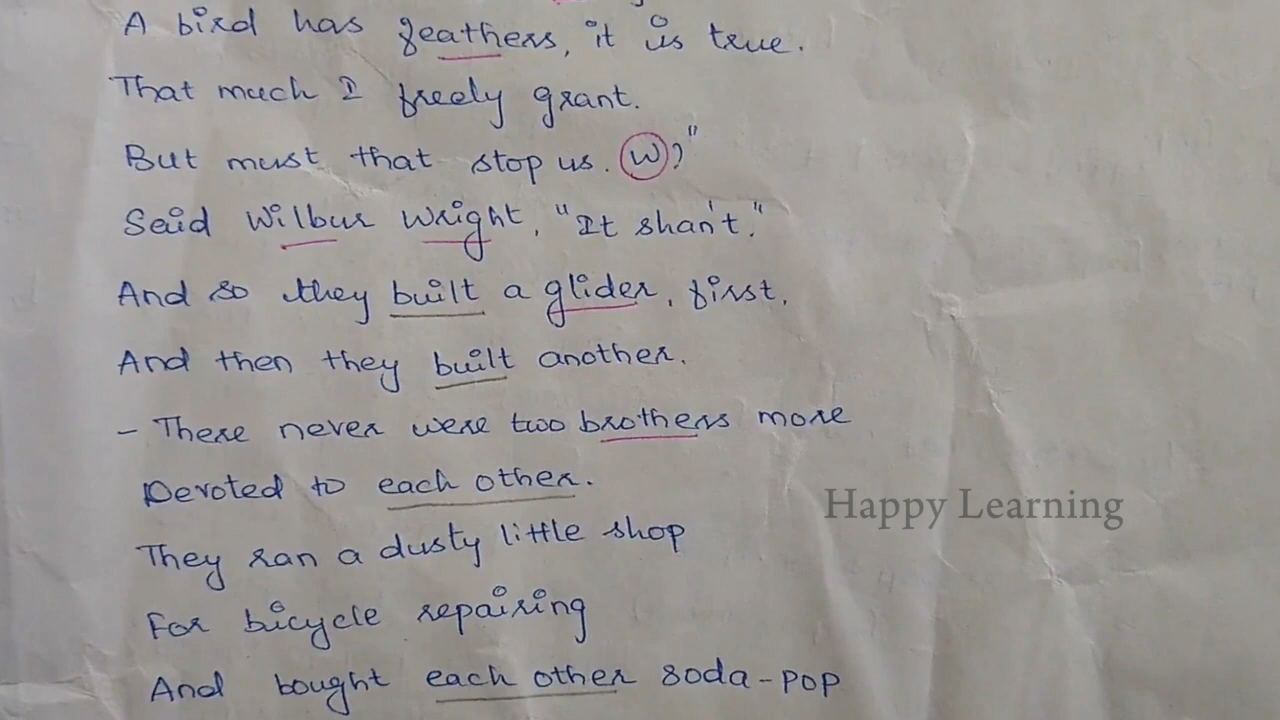 A bird has feathers, it is true.
That much I freely grant.
But must that stop us. W?"
Said Wilbur Wright, "It shan't."
And so they built a glider, first,
And then they built another.
- There never were two brothers more
Devoted to each other.
They ran a dusty little shop
For bicycle repairing
And bought each other soda-pop
Happy Learning